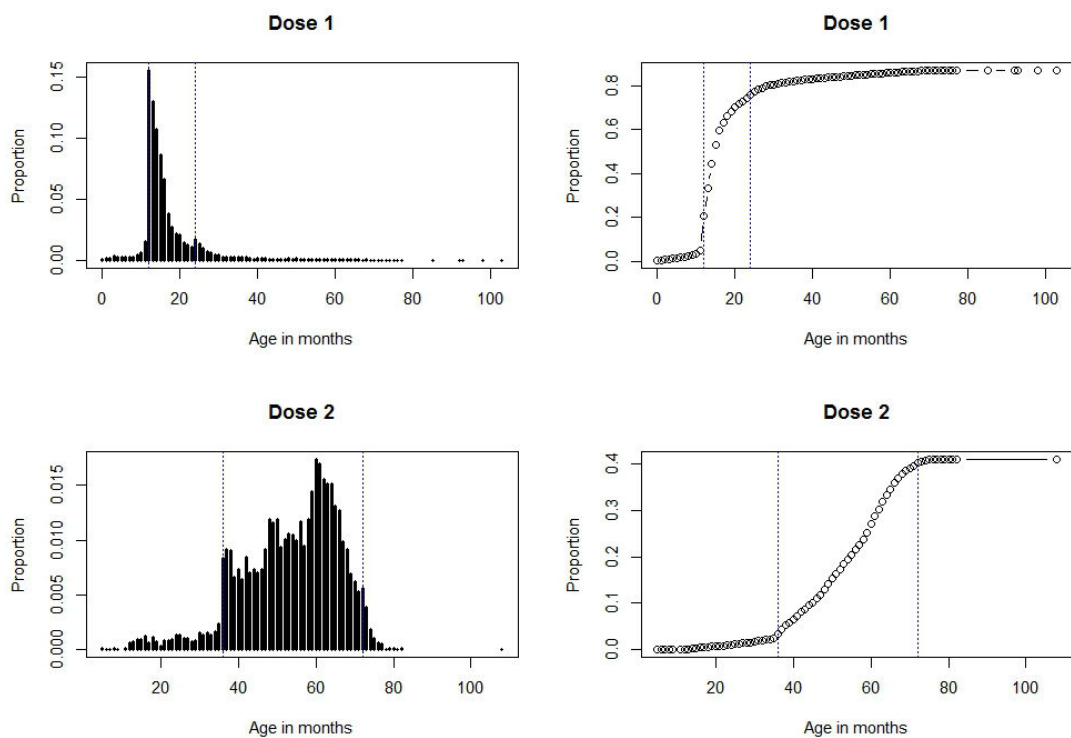 Dose 1
Proportion
0.00 0.05 0.10 0.15
0 20 40 60 80 100
Age in months
Dose 1
Proportion
0.0 0.2 0.4 0.6 0.8
0 20 40 60 80 100
Age in months
Dose 2
Proportion
0.000 0.005 0.010 0.015
20 40 60 80 100
Age in months
Dose 2
Proportion
0.0 0.1 0.2 0.3 0.4
20 40 60 80 100
Age in months